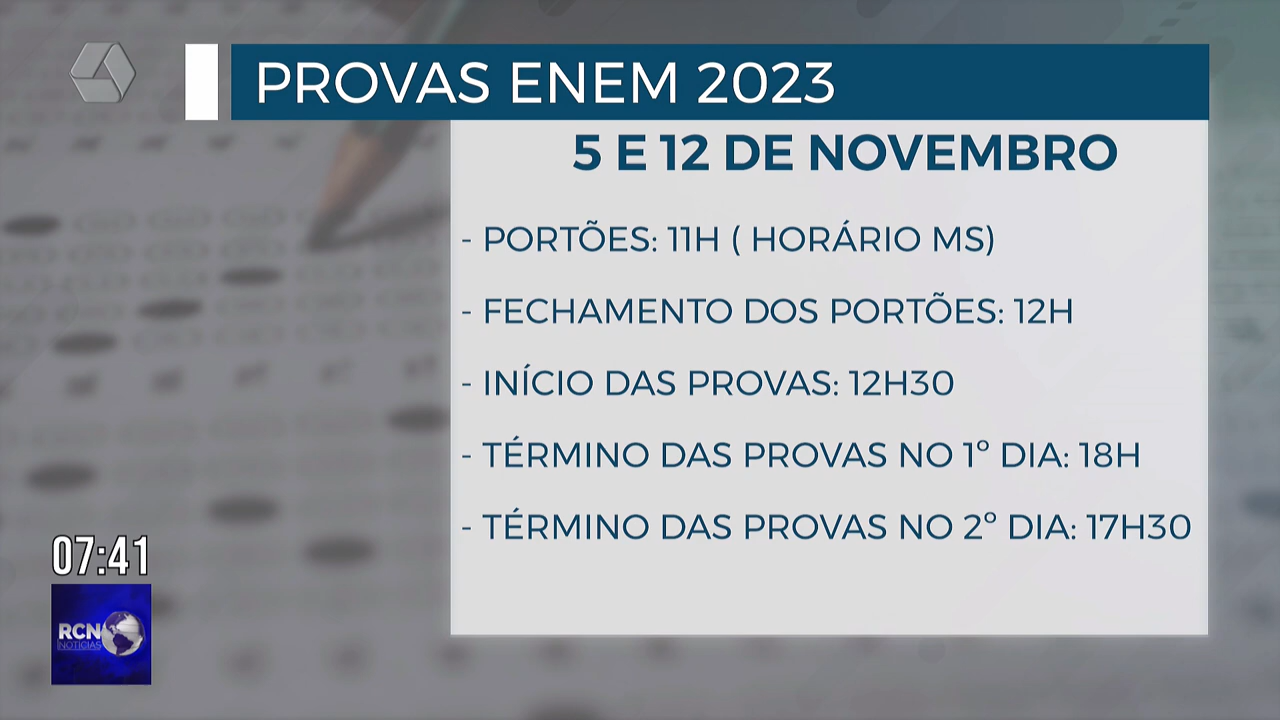 PROVAS ENEM 2023
5 E 12 DE NOVEMBRO
- PORTÕES: 11H ( HORÁRIO MS)
- FECHAMENTO DOS PORTÕES: 12H
- INÍCIO DAS PROVAS: 12H30
- TÉRMINO DAS PROVAS NO 1º DIA: 18H
- TÉRMINO DAS PROVAS NO 2º DIA: 17H30
07:41
RCN
NOTÍCIAS